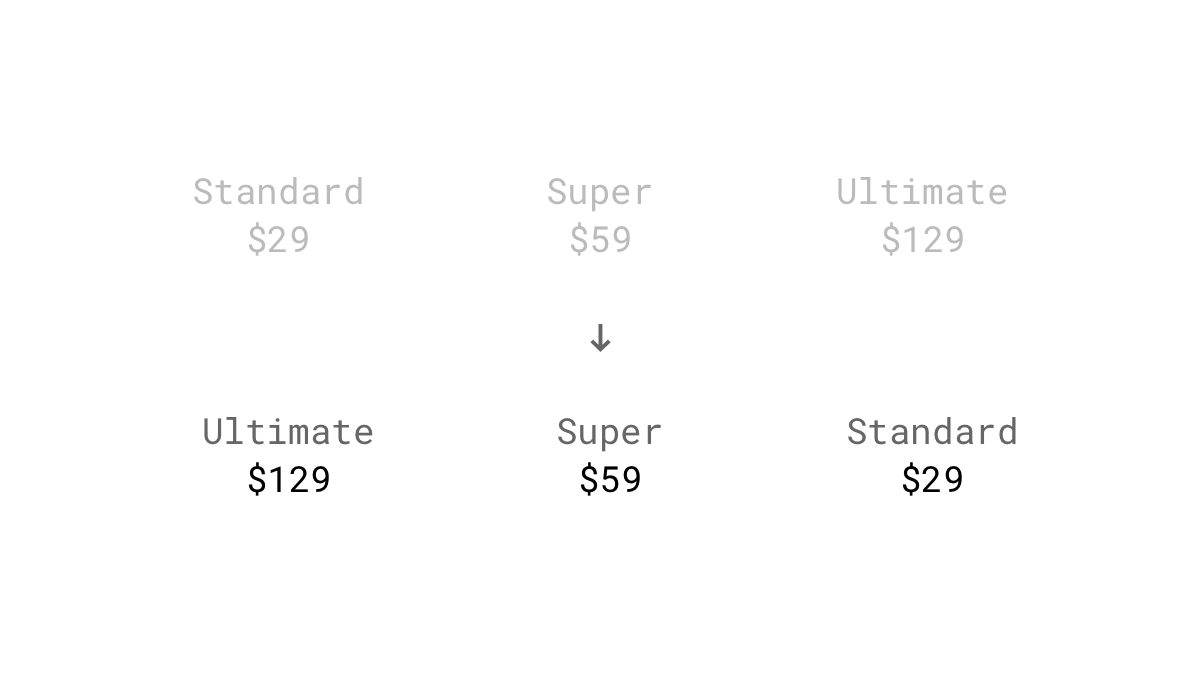 Standard Super Ultimate
$29 $59 $129
↓
Ultimate Super Standard
$129 $59 $29